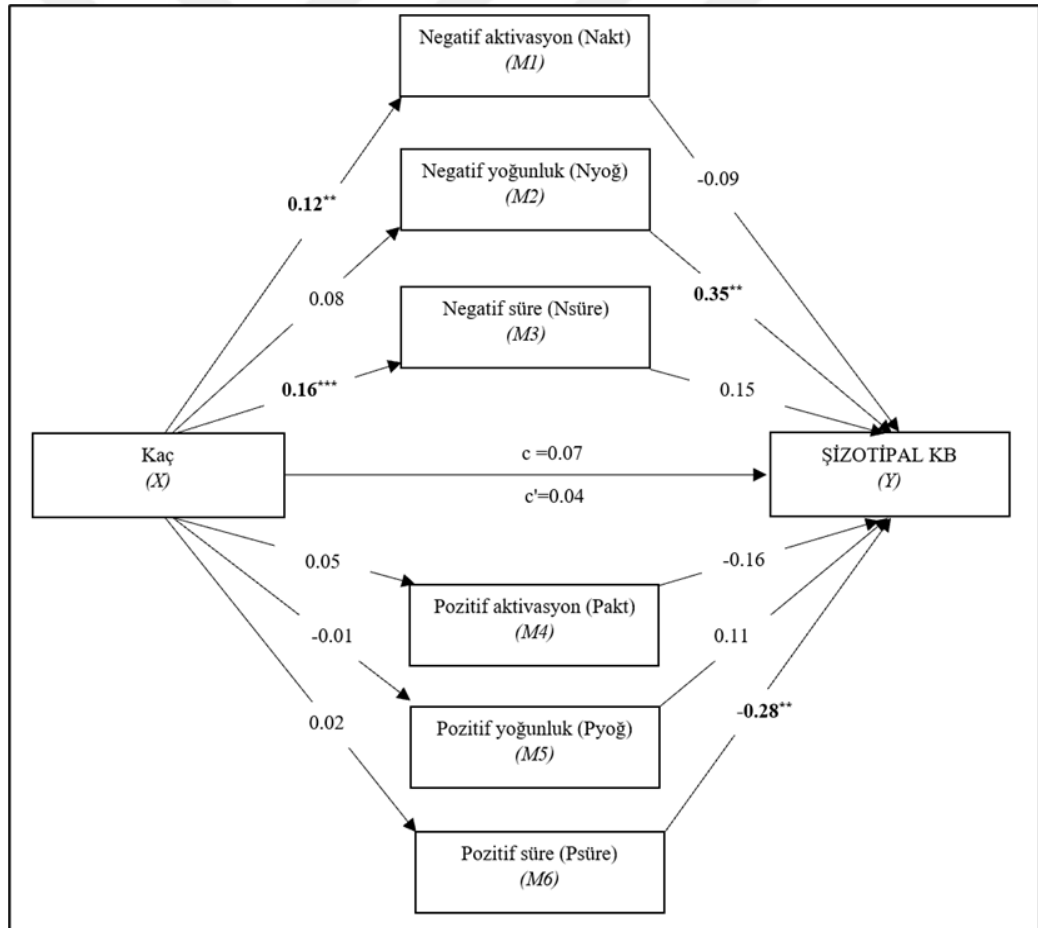 Negatif aktivasyon (Nakt)
(M1)
Negatif yoğunluk (Nyoğ)
(M2)
-0.09
0.12**
Negatif süre (Nsüre)
(M3)
0.08
0.35**
0.16***
0.15
Kaç
(X)
c =0.07
c'=0.04
ŞİZOTİPAL KB
(Y)
0.05
Pozitif aktivasyon (Pakt)
(M4)
-0.16
-0.01
0.11
Pozitif yoğunluk (Pyoğ)
(M5)
0.02
-0.28**
Pozitif süre (Psüre)
(M6)